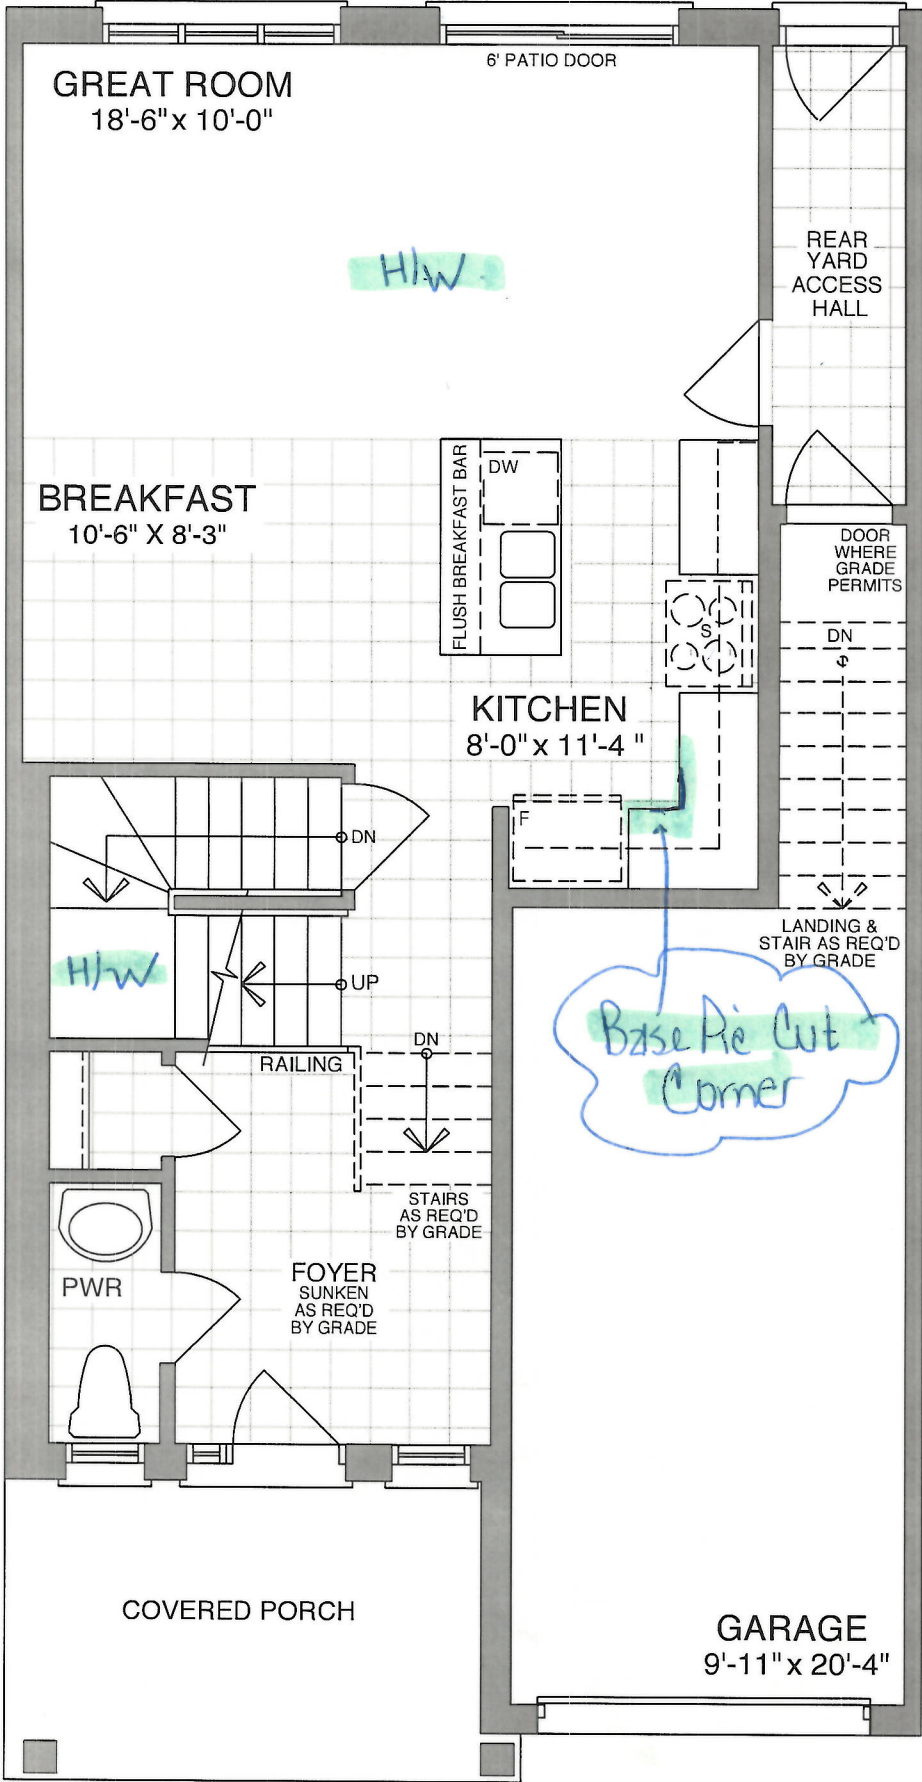 6' PATIO DOOR
GREAT ROOM
18'-6" x 10'-0"
H/W
REAR
YARD
ACCESS
HALL
BREAKFAST
10'-6" X 8'-3"
FLUSH BREAKFAST BAR
DW
DOOR
WHERE
GRADE
PERMITS
S
DN
KITCHEN
8'-0" x 11'-4 "
F
DN
LANDING &
STAIR AS REQ'D
BY GRADE
H/W
UP
Base Pie Cut
Corner
DN
RAILING
STAIRS
AS REQ'D
BY GRADE
PWR
FOYER
SUNKEN
AS REQ'D
BY GRADE
COVERED PORCH
GARAGE
9'-11" x 20'-4"